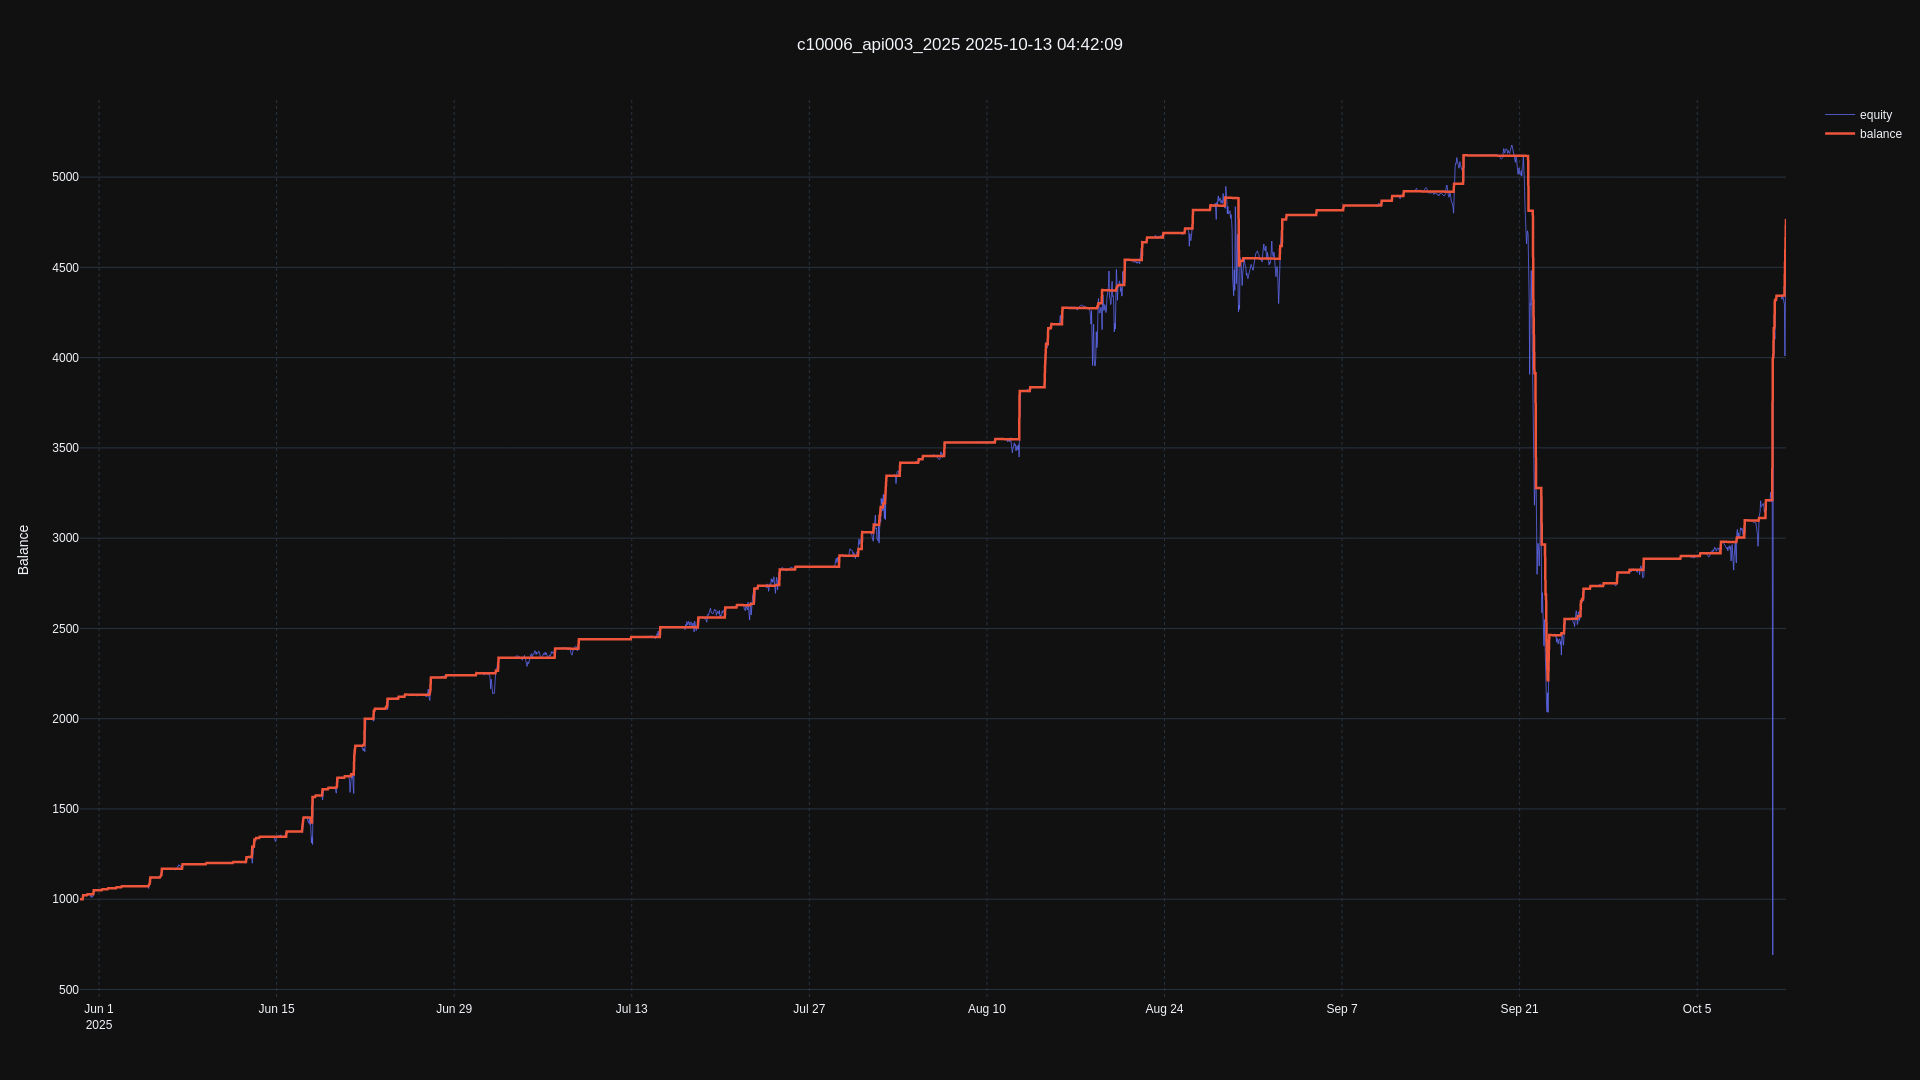 c10006_api003_2025 2025-10-13 04:42:09
equity
balance
5000
4500
4000
3500
3000
2500
2000
1500
1000
500
Balance
Jun 1
2025
Jun 15
Jun 29
Jul 13
Jul 27
Aug 10
Aug 24
Sep 7
Sep 21
Oct 5